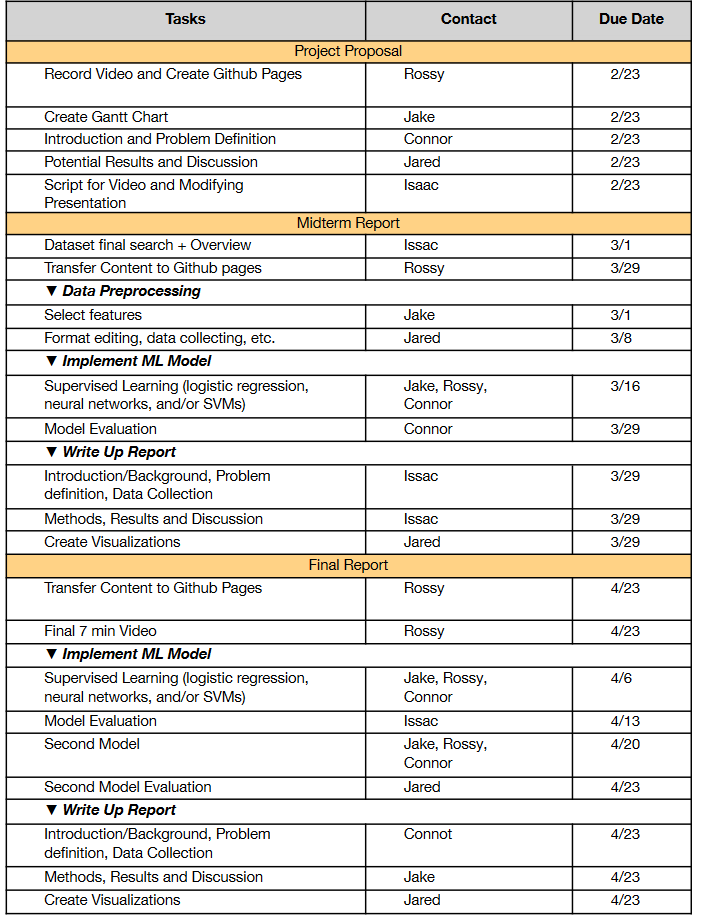 Tasks Contact Due Date
Project Proposal
Record Video and Create Github Pages Rossy 2/23
Create Gantt Chart Jake 2/23
Introduction and Problem Definition Connor 2/23
Potential Results and Discussion Jared 2/23
Script for Video and Modifying Isaac 2/23
Presentation
Midterm Report
Dataset final search + Overview Issac 3/1
Transfer Content to Github pages Rossy 3/29
▼ Data Preprocessing
Select features Jake 3/1
Format editing, data collecting, etc. Jared 3/8
▼ Implement ML Model
Supervised Learning (logistic regression, Jake, Rossy, 3/16
neural networks, and/or SVMs) Connor
Model Evaluation Connor 3/29
▼ Write Up Report
Introduction/Background, Problem Issac 3/29
definition, Data Collection
Methods, Results and Discussion Issac 3/29
Create Visualizations Jared 3/29
Final Report
Transfer Content to Github Pages Rossy 4/23
Final 7 min Video Rossy 4/23
▼ Implement ML Model
Supervised Learning (logistic regression, Jake, Rossy, 4/6
neural networks, and/or SVMs) Connor
Model Evaluation Issac 4/13
Second Model Jake, Rossy, 4/20
Connor
Second Model Evaluation Jared 4/23
▼ Write Up Report
Introduction/Background, Problem Connot 4/23
definition, Data Collection
Methods, Results and Discussion Jake 4/23
Create Visualizations Jared 4/23